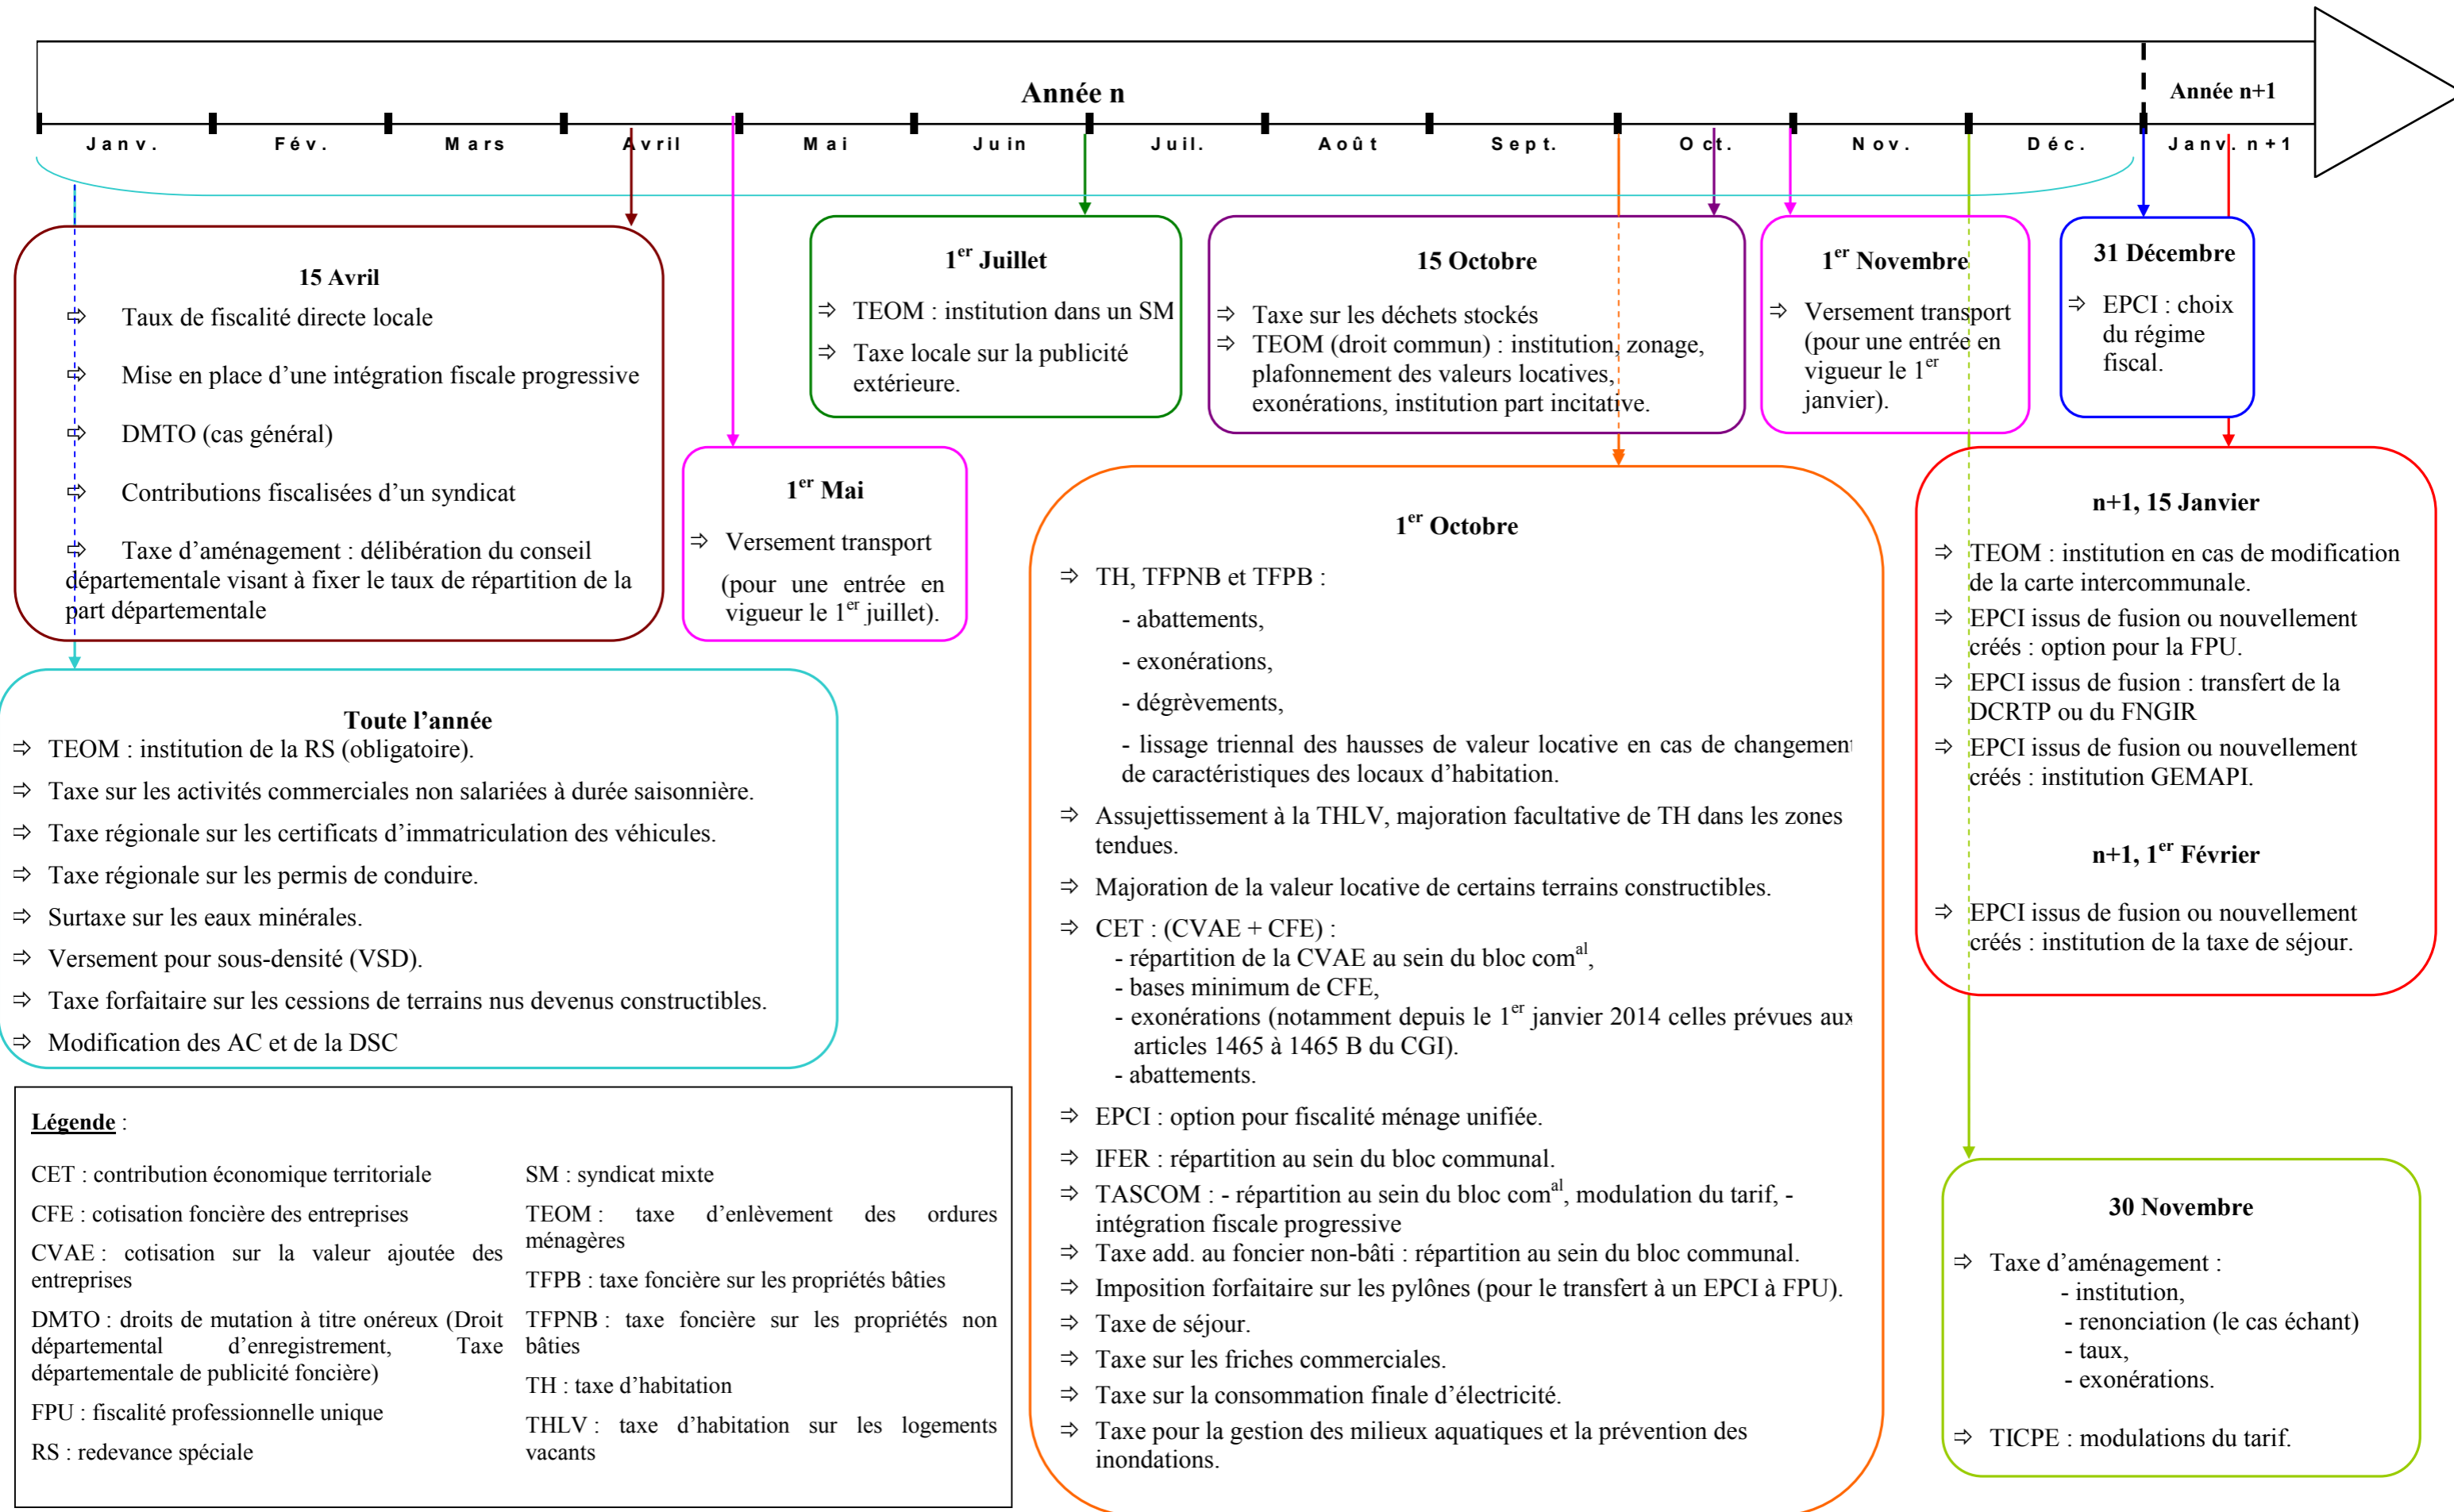 Année n
Année n+1
Janv.
Fév.
Mars
Avril
Mai
Juin
Juil.
Août
Sept.
Oct.
Nov.
Déc.
Janv. n+1
15 Avril
⇨ Taux de fiscalité directe locale
⇨ Mise en place d’une intégration fiscale progressive
⇨ DMTO (cas général)
⇨ Contributions fiscalisées d’un syndicat
⇨ Taxe d’aménagement : délibération du conseil
départementale visant à fixer le taux de répartition de la
part départementale
1er Mai
⇨ Versement transport
(pour une entrée en
vigueur le 1er juillet).
1er Juillet
⇨ TEOM : institution dans un SM
⇨ Taxe locale sur la publicité
extérieure.
15 Octobre
⇨ Taxe sur les déchets stockés
⇨ TEOM (droit commun) : institution, zonage,
plafonnement des valeurs locatives,
exonérations, institution part incitative.
1er Novembre
⇨ Versement transport
(pour une entrée en
vigueur le 1er
janvier).
31 Décembre
⇨ EPCI : choix
du régime
fiscal.
Toute l’année
⇨ TEOM : institution de la RS (obligatoire).
⇨ Taxe sur les activités commerciales non salariées à durée saisonnière.
⇨ Taxe régionale sur les certificats d’immatriculation des véhicules.
⇨ Taxe régionale sur les permis de conduire.
⇨ Surtaxe sur les eaux minérales.
⇨ Versement pour sous-densité (VSD).
⇨ Taxe forfaitaire sur les cessions de terrains nus devenus constructibles.
⇨ Modification des AC et de la DSC
1er Octobre
⇨ TH, TFPNB et TFPB :
- abattements,
- exonérations,
- dégrèvements,
- lissage triennal des hausses de valeur locative en cas de changement
de caractéristiques des locaux d’habitation.
⇨ Assujettissement à la THLV, majoration facultative de TH dans les zones
tendues.
⇨ Majoration de la valeur locative de certains terrains constructibles.
⇨ CET : (CVAE + CFE) :
- répartition de la CVAE au sein du bloc comal,
- bases minimum de CFE,
- exonérations (notamment depuis le 1er janvier 2014 celles prévues aux
articles 1465 à 1465 B du CGI).
- abattements.
⇨ EPCI : option pour fiscalité ménage unifiée.
⇨ IFER : répartition au sein du bloc communal.
⇨ TASCOM : - répartition au sein du bloc comal, modulation du tarif, -
intégration fiscale progressive
⇨ Taxe add. au foncier non-bâti : répartition au sein du bloc communal.
⇨ Imposition forfaitaire sur les pylônes (pour le transfert à un EPCI à FPU).
⇨ Taxe de séjour.
⇨ Taxe sur les friches commerciales.
⇨ Taxe sur la consommation finale d’électricité.
⇨ Taxe pour la gestion des milieux aquatiques et la prévention des
inondations.
n+1, 15 Janvier
⇨ TEOM : institution en cas de modification
de la carte intercommunale.
⇨ EPCI issus de fusion ou nouvellement
créés : option pour la FPU.
⇨ EPCI issus de fusion : transfert de la
DCRTP ou du FNGIR
⇨ EPCI issus de fusion ou nouvellement
créés : institution GEMAPI.
n+1, 1er Février
⇨ EPCI issus de fusion ou nouvellement
créés : institution de la taxe de séjour.
30 Novembre
⇨ Taxe d’aménagement :
- institution,
- renonciation (le cas échant)
- taux,
- exonérations.
⇨ TICPE : modulations du tarif.
Légende :
CET : contribution économique territoriale
CFE : cotisation foncière des entreprises
CVAE : cotisation sur la valeur ajoutée des
entreprises
DMTO : droits de mutation à titre onéreux (Droit
départemental d’enregistrement, Taxe
départementale de publicité foncière)
FPU : fiscalité professionnelle unique
RS : redevance spéciale
SM : syndicat mixte
TEOM : taxe d’enlèvement des ordures
ménagères
TFPB : taxe foncière sur les propriétés bâties
TFPNB : taxe foncière sur les propriétés non
bâties
TH : taxe d’habitation
THLV : taxe d’habitation sur les logements
vacants